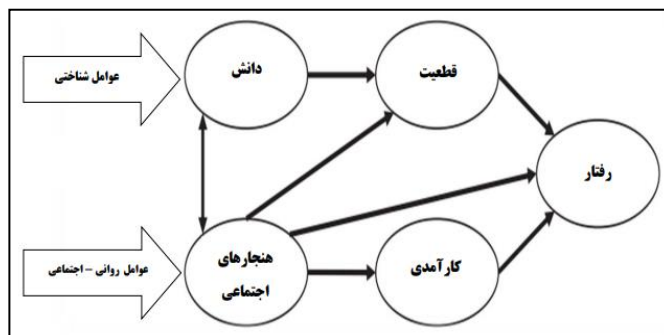 عوامل شناختی
دانش
قطعیت
رفتار
عوامل روانی – اجتماعی
هنجارهای
اجتماعی
کارآمدی